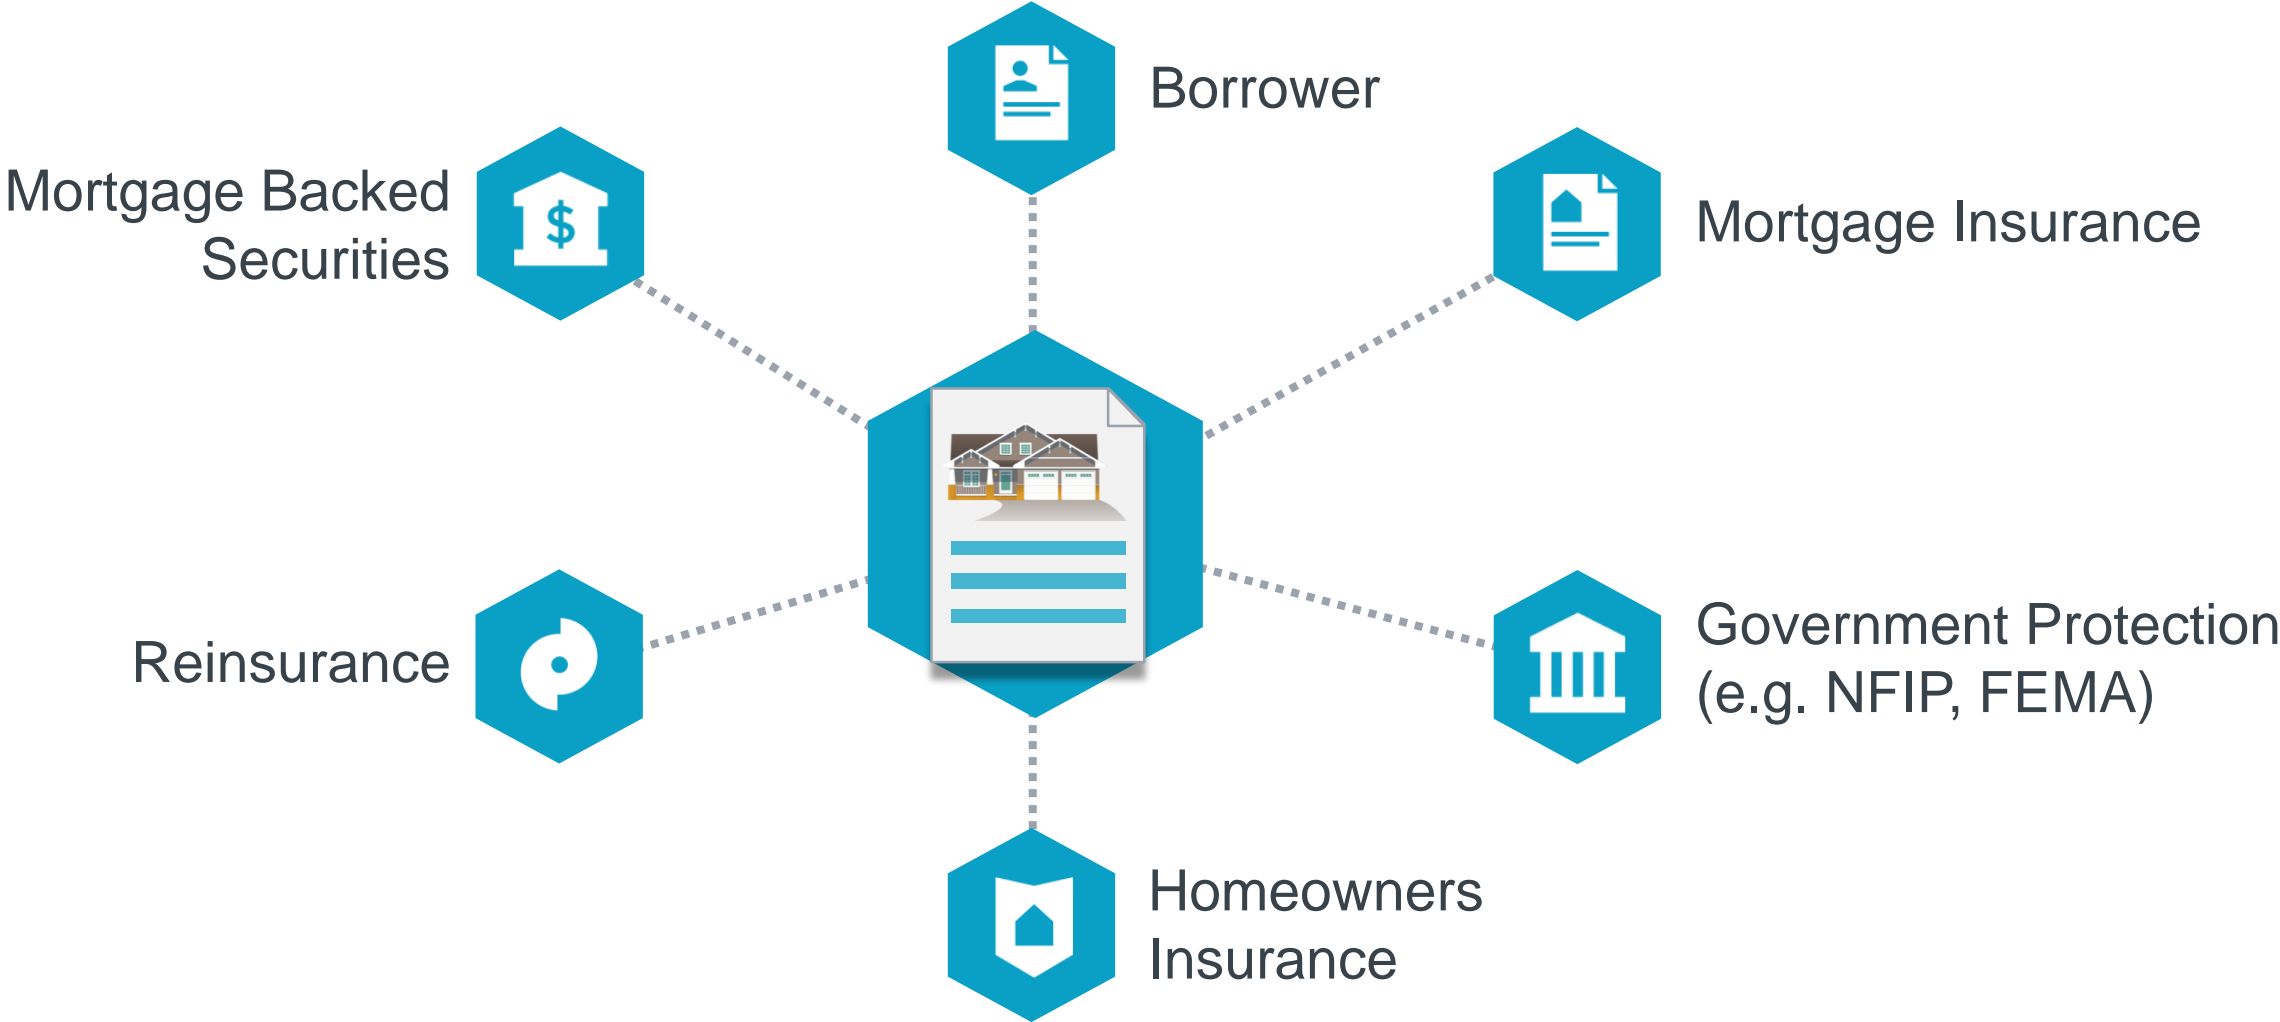 Borrower
Mortgage Backed
Securities
Mortgage Insurance
Reinsurance
Government Protection
(e.g. NFIP, FEMA)
Homeowners
Insurance